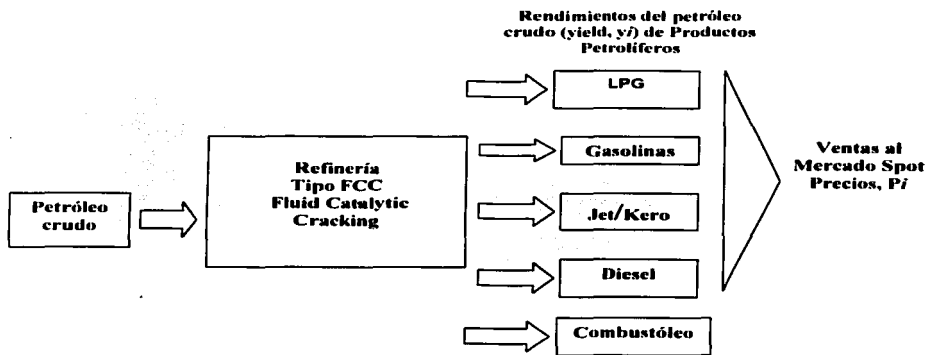 Rendimientos del petróleo
crudo (yield, yi) de Productos
Petrolíferos
LPG
Gasolinas
Jet/Kero
Diesel
Combustóleo
Refinería
Tipo FCC
Fluid Catalytic
Cracking
Petróleo
crudo
Ventas al
Mercado Spot
Precios, Pi